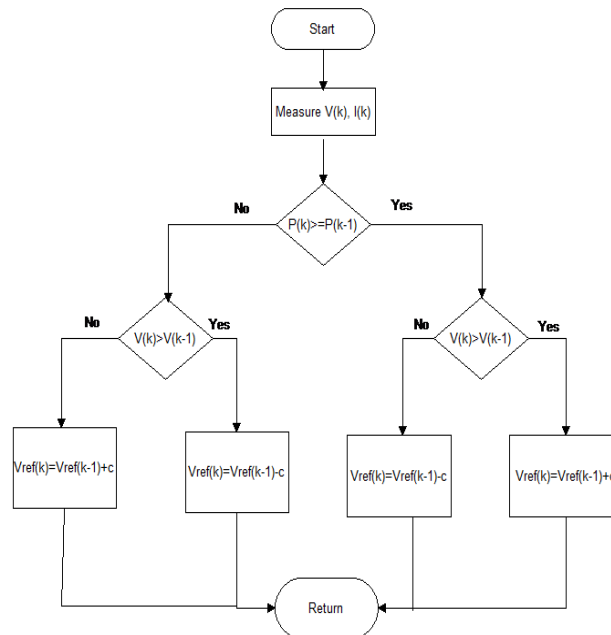 Start
Measure V(k), I(k)
P(k)>=P(k-1)
No
Yes
V(k)>V(k-1)
No
Yes
V(k)>V(k-1)
No
Yes
Vref(k)=Vref(k-1)+c
Vref(k)=Vref(k-1)-c
Vref(k)=Vref(k-1)-c
Vref(k)=Vref(k-1)+c
Return